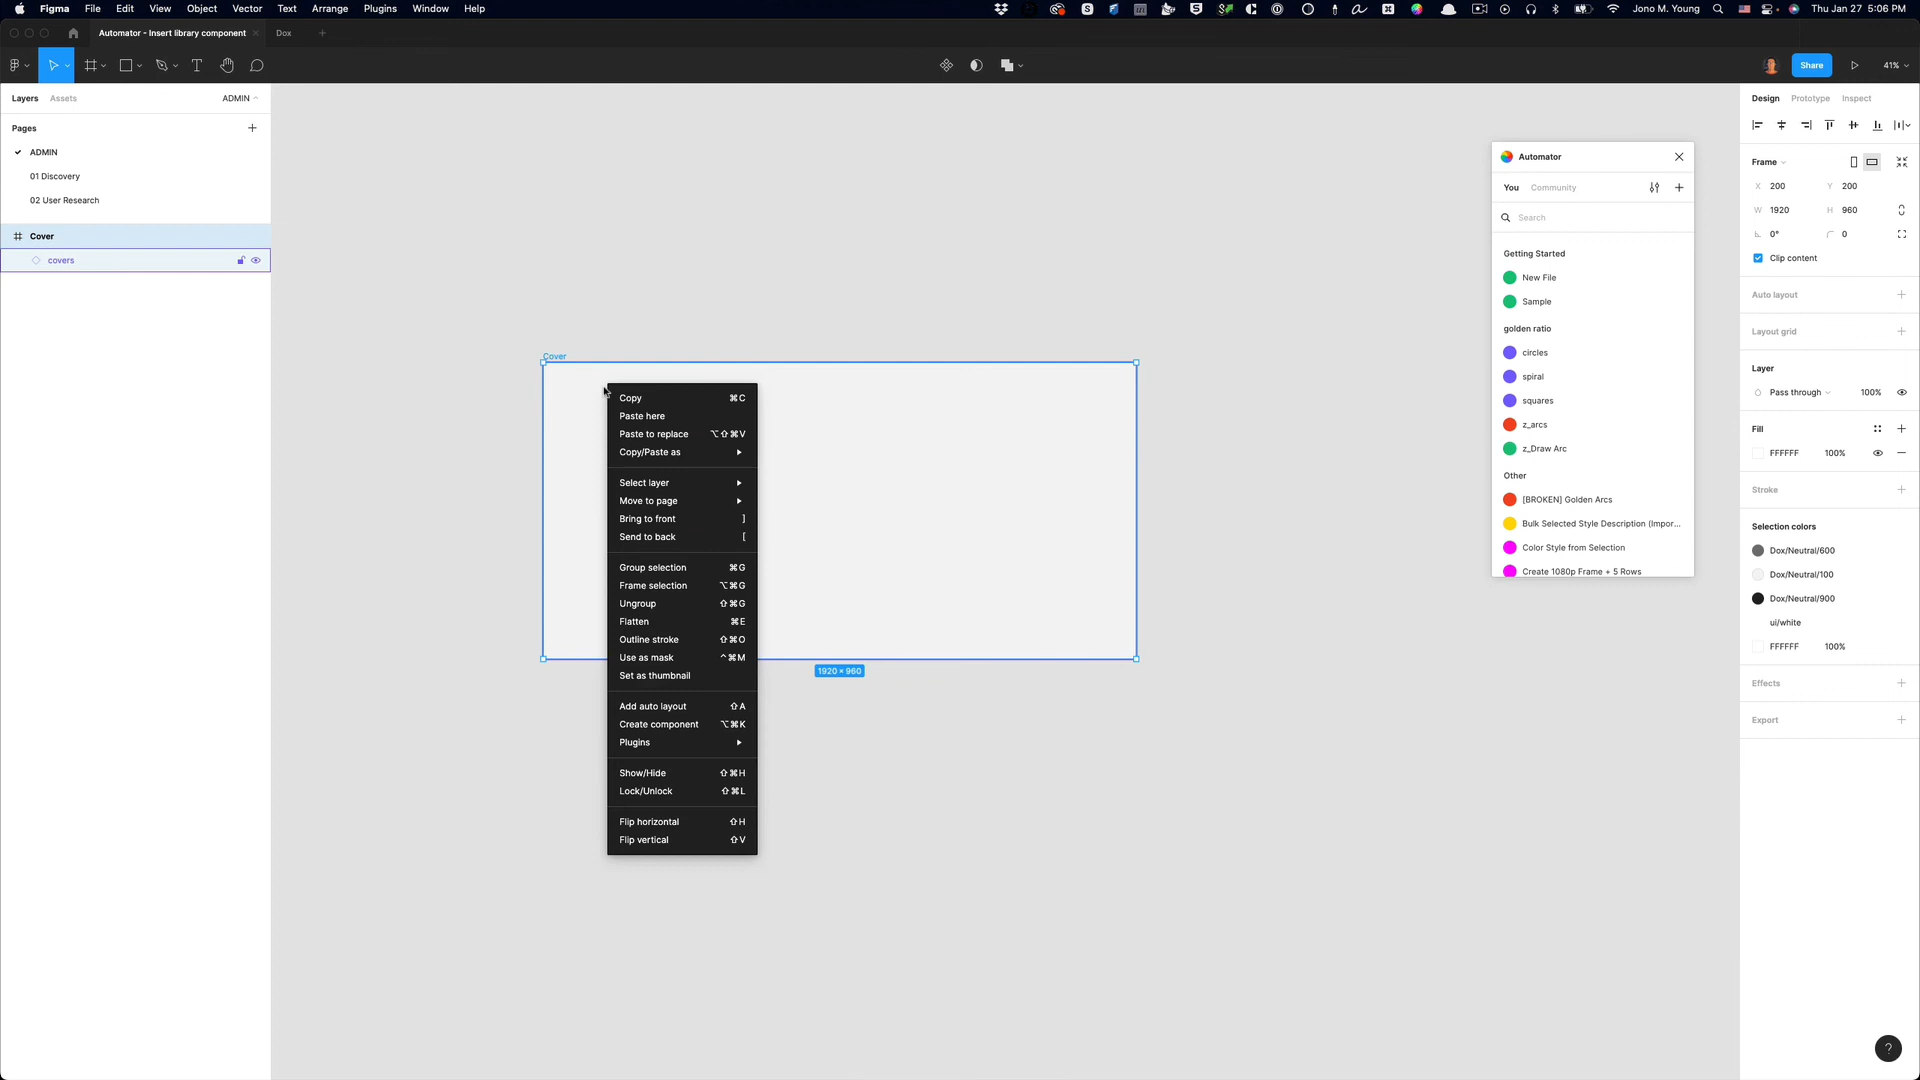 Figma File Edit View Object Vector Text Arrange Plugins Window Help Jono M. Young Thu Jan 27 5:06 PM
Automator - Insert library component Dox
Share 41%
Layers Assets ADMIN
Pages
ADMIN
01 Discovery
02 User Research
Cover
covers
Cover
1920 × 960
Copy ⌘C
Paste here
Paste to replace ⌥⇧⌘V
Copy/Paste as
Select layer
Move to page
Bring to front ]
Send to back [
Group selection ⌘G
Frame selection ⌥⌘G
Ungroup ⇧⌘G
Flatten ⌘E
Outline stroke ⇧⌘O
Use as mask ^⌘M
Set as thumbnail
Add auto layout ⇧A
Create component ⌥⌘K
Plugins
Show/Hide ⇧⌘H
Lock/Unlock ⇧⌘L
Flip horizontal ⇧H
Flip vertical ⇧V
Automator
You Community
Search
Getting Started
New File
Sample
golden ratio
circles
spiral
squares
z_arcs
z_Draw Arc
Other
[BROKEN] Golden Arcs
Bulk Selected Style Description (Impor...
Color Style from Selection
Create 1080p Frame + 5 Rows
Design Prototype Inspect
Frame
X 200 Y 200
W 1920 H 960
0° 0
Clip content
Auto layout
Layout grid
Layer
Pass through 100%
Fill
FFFFFF 100%
Stroke
Selection colors
Dox/Neutral/600
Dox/Neutral/100
Dox/Neutral/900
ui/white
FFFFFF 100%
Effects
Export
?